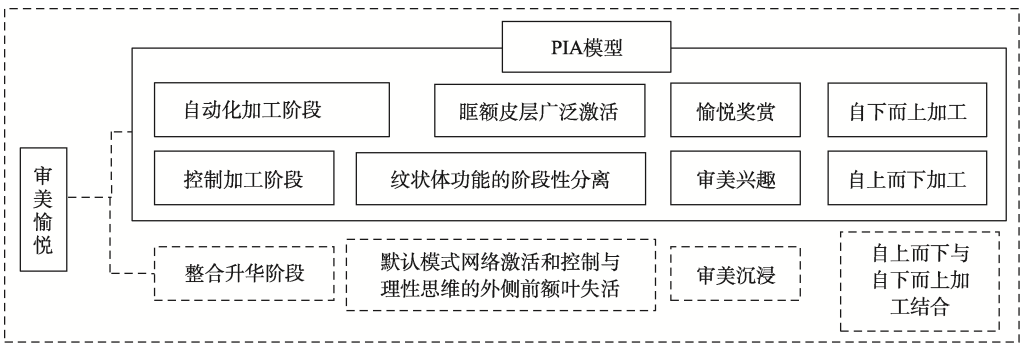 PIA模型
自动化加工阶段
眶额皮层广泛激活
愉悦奖赏
自下而上加工
控制加工阶段
纹状体功能的阶段性分离
审美兴趣
自上而下加工
审
美
愉
悦
整合升华阶段
默认模式网络激活和控制与
理性思维的外侧前额叶失活
审美沉浸
自上而下与
自下而上加
工结合